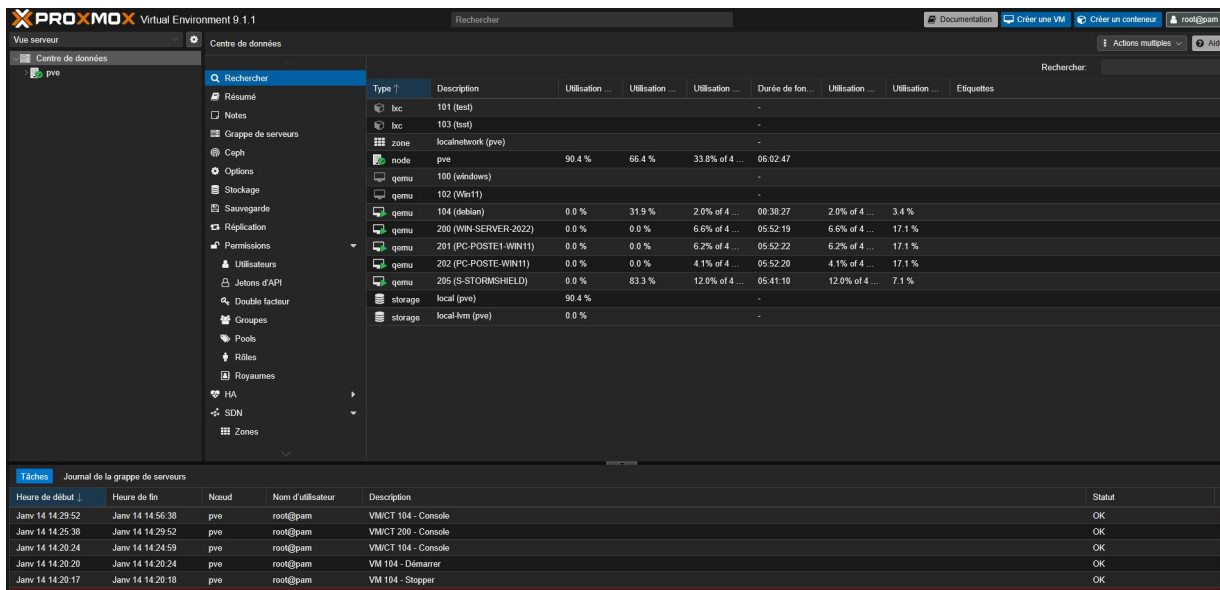 PROXMOX Virtual Environment 9.1.1 Rechercher Documentation Créer une VM Créer un conteneur root@pam
Vue serveur
Centre de données
pve
Centre de données Actions multiples Aid
Rechercher:
Rechercher
Résumé
Notes
Grappe de serveurs
Ceph
Options
Stockage
Sauvegarde
Réplication
Permissions
Utilisateurs
Jetons d'API
Double facteur
Groupes
Pools
Rôles
Royaumes
HA
SDN
Zones
Type ↑ Description Utilisation ... Utilisation ... Utilisation ... Durée de fon... Utilisation ... Utilisation ... Etiquettes
lxc 101 (test) -
lxc 103 (tsst) -
zone localnetwork (pve) -
node pve 90.4 % 66.4 % 33.8% of 4 ... 06:02:47
qemu 100 (windows) -
qemu 102 (Win11) -
qemu 104 (debian) 0.0 % 31.9 % 2.0% of 4 ... 00:38:27 2.0% of 4 ... 3.4 %
qemu 200 (WIN-SERVER-2022) 0.0 % 0.0 % 6.6% of 4 ... 05:52:19 6.6% of 4 ... 17.1 %
qemu 201 (PC-POSTE1-WIN11) 0.0 % 0.0 % 6.2% of 4 ... 05:52:22 6.2% of 4 ... 17.1 %
qemu 202 (PC-POSTE-WIN11) 0.0 % 0.0 % 4.1% of 4 ... 05:52:20 4.1% of 4 ... 17.1 %
qemu 205 (S-STORMSHIELD) 0.0 % 83.3 % 12.0% of 4 ... 05:41:10 12.0% of 4 ... 7.1 %
storage local (pve) 90.4 % -
storage local-lvm (pve) 0.0 % -
Tâches Journal de la grappe de serveurs
Heure de début ↓ Heure de fin Nœud Nom d'utilisateur Description Statut
Janv 14 14:29:52 Janv 14 14:56:38 pve root@pam VM/CT 104 - Console OK
Janv 14 14:25:38 Janv 14 14:29:52 pve root@pam VM/CT 200 - Console OK
Janv 14 14:20:24 Janv 14 14:24:59 pve root@pam VM/CT 104 - Console OK
Janv 14 14:20:20 Janv 14 14:20:24 pve root@pam VM 104 - Démarrer OK
Janv 14 14:20:17 Janv 14 14:20:18 pve root@pam VM 104 - Stopper OK